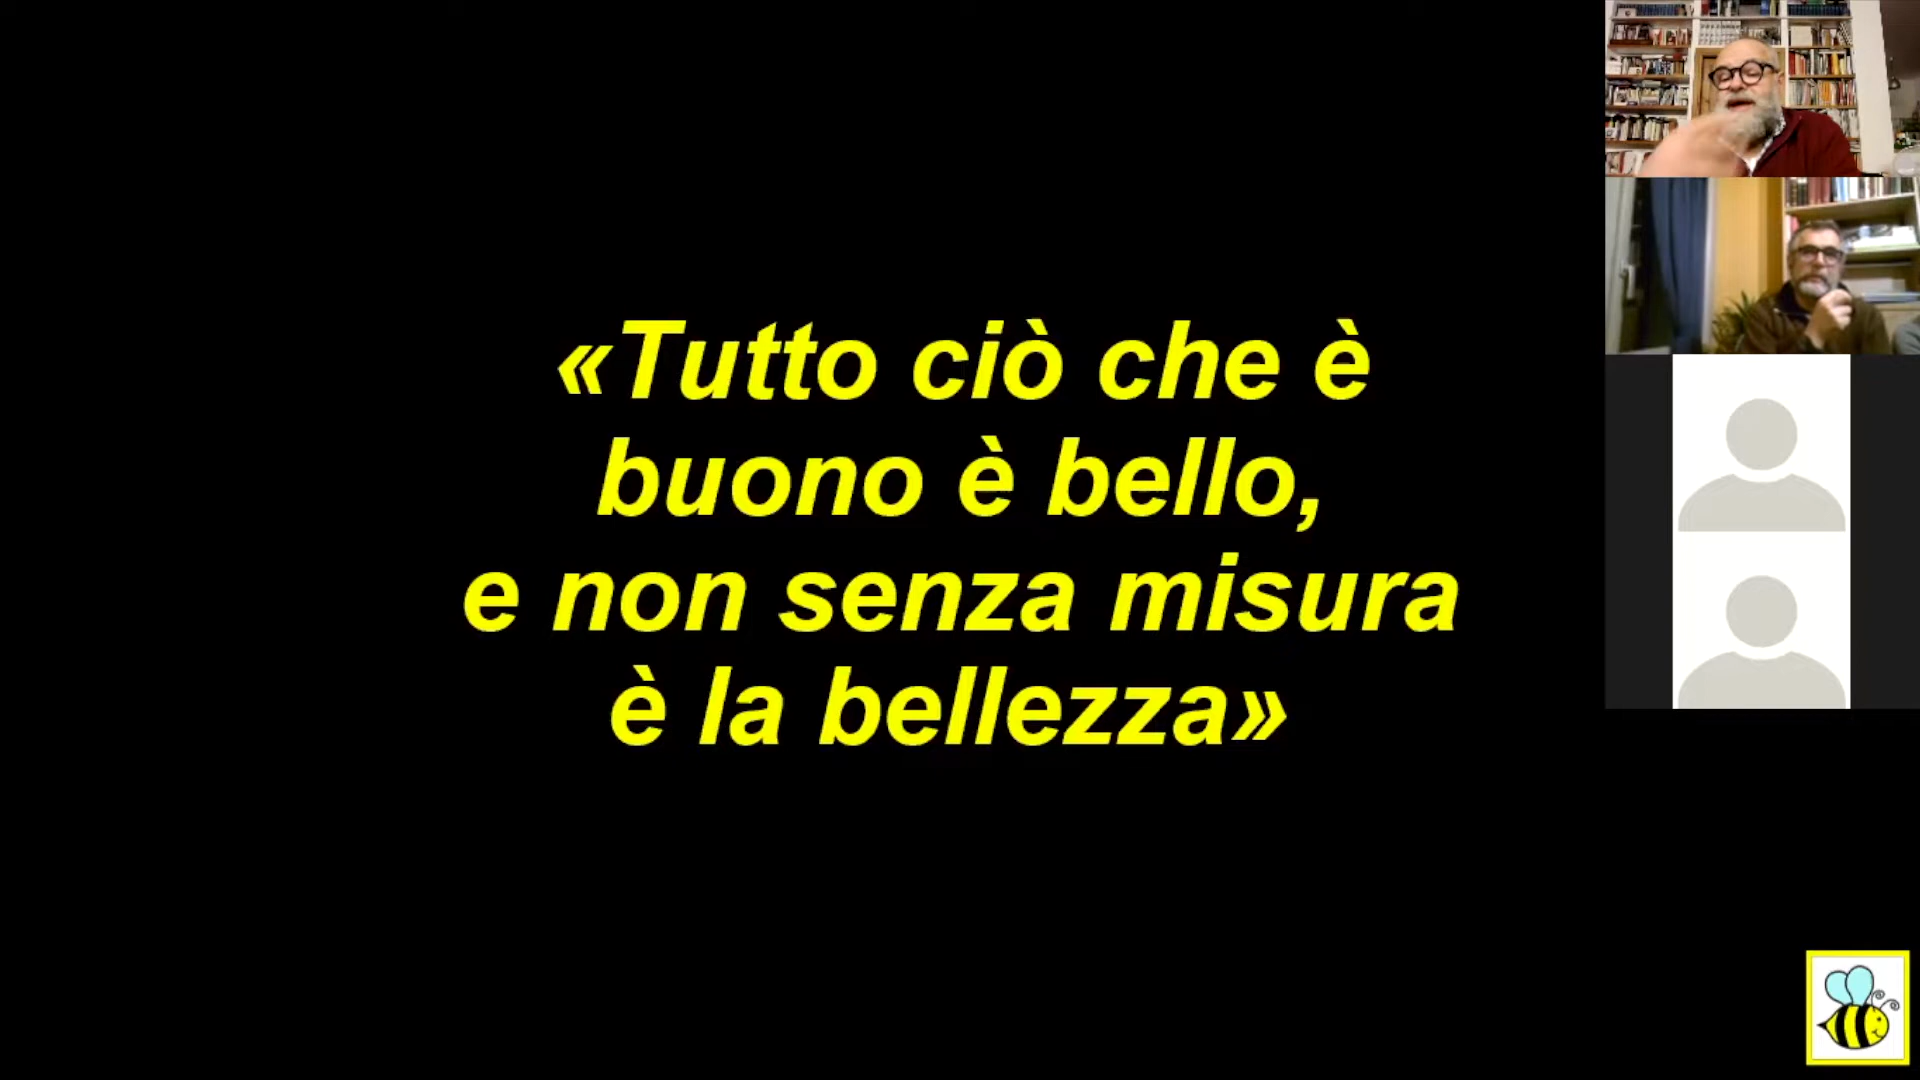 «Tutto ciò che è
buono è bello,
e non senza misura
è la bellezza»